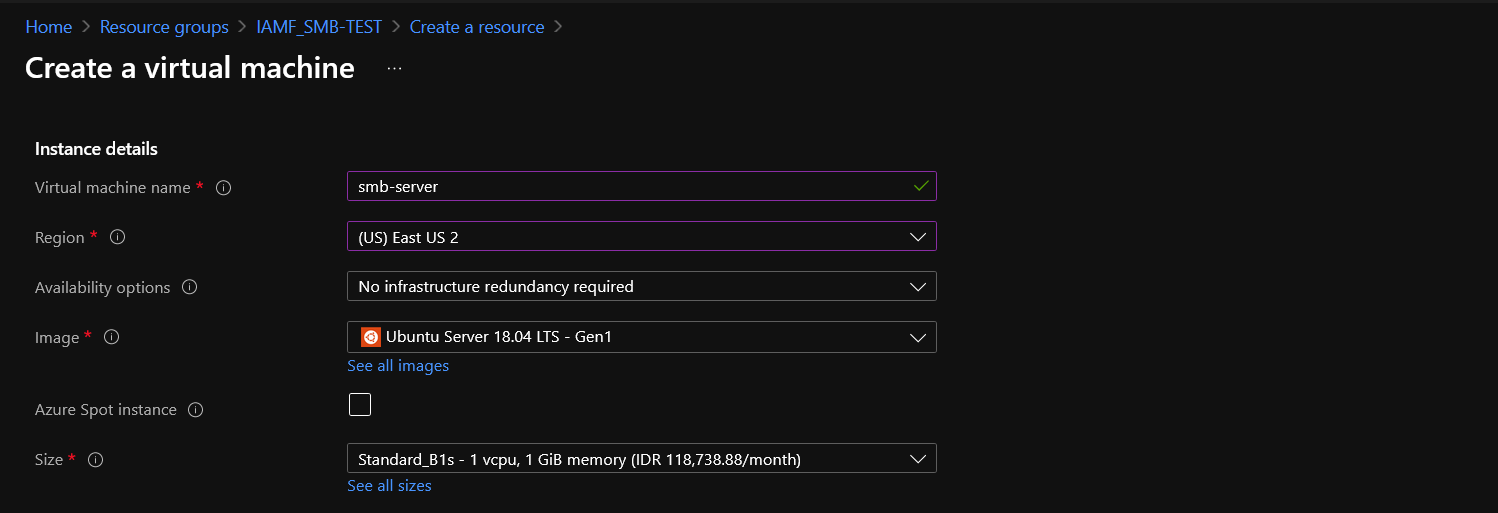 Home > Resource groups > IAMF_SMB-TEST > Create a resource >
Create a virtual machine ...
Instance details
Virtual machine name *
smb-server
Region *
(US) East US 2
Availability options
No infrastructure redundancy required
Image *
Ubuntu Server 18.04 LTS - Gen1
See all images
Azure Spot instance
Size *
Standard_B1s - 1 vcpu, 1 GiB memory (IDR 118,738.88/month)
See all sizes